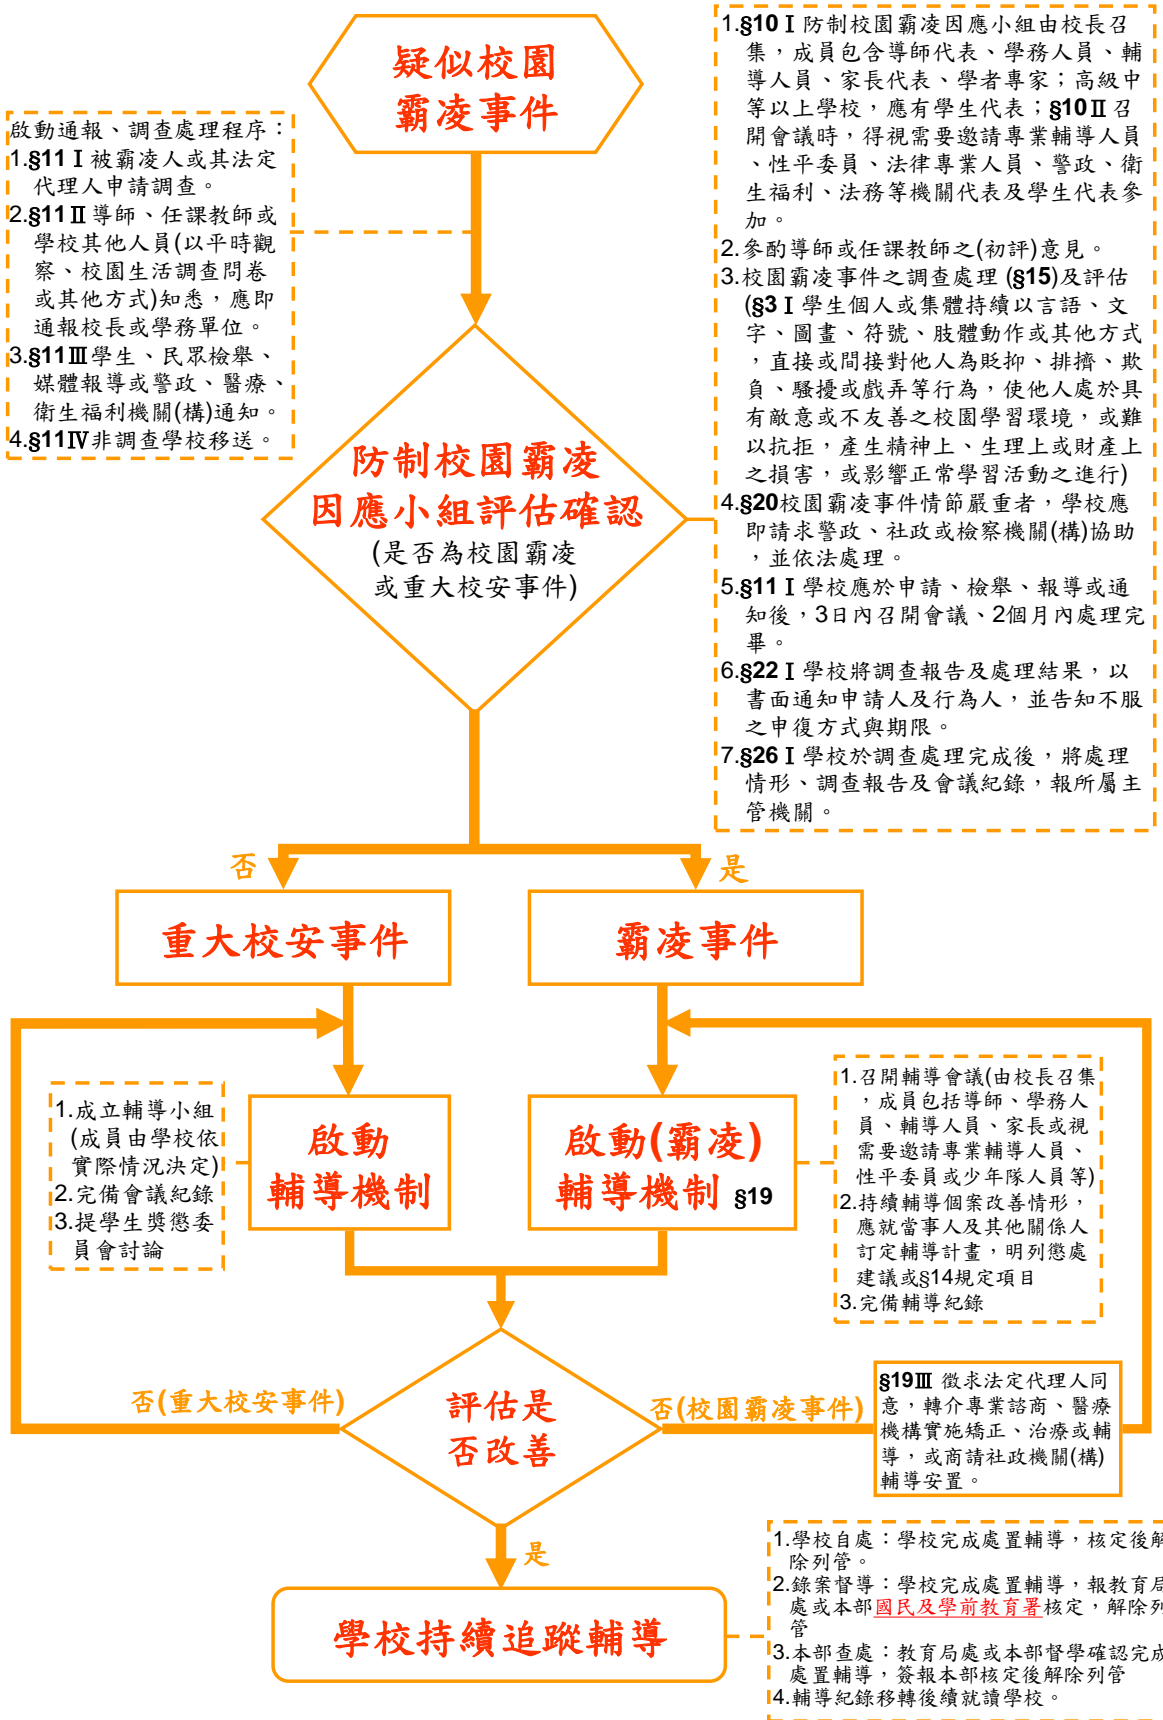 疑似校園
霸凌事件
啟動通報、調查處理程序：
1.§11 I 被霸凌人或其法定
代理人申請調查。
2.§11 II 導師、任課教師或
學校其他人員(以平時觀
察、校園生活調查問卷
或其他方式)知悉，應即
通報校長或學務單位。
3.§11 III 學生、民眾檢舉、
媒體報導或警政、醫療、
衛生福利機關(構)通知。
4.§11 IV 非調查學校移送。
1.§10 I 防制校園霸凌因應小組由校長召
集，成員包含導師代表、學務人員、輔
導人員、家長代表、學者專家；高級中
等以上學校，應有學生代表；§10 II 召
開會議時，得視需要邀請專業輔導人員
、性平委員、法律專業人員、警政、衛
生福利、法務等機關代表及學生代表參
加。
2.參酌導師或任課教師之(初評)意見。
3.校園霸凌事件之調查處理 (§15)及評估
(§3 I 學生個人或集體持續以言語、文
字、圖畫、符號、肢體動作或其他方式
，直接或間接對他人為貶抑、排擠、欺
負、騷擾或戲弄等行為，使他人處於具
有敵意或不友善之校園學習環境，或難
以抗拒，產生精神上、生理上或財產上
之損害，或影響正常學習活動之進行)
4.§20校園霸凌事件情節嚴重者，學校應
即請求警政、社政或檢察機關(構)協助
，並依法處理。
5.§11 I 學校應於申請、檢舉、報導或通
知後，3日內召開會議、2個月內處理完
畢。
6.§22 I 學校將調查報告及處理結果，以
書面通知申請人及行為人，並告知不服
之申復方式與期限。
7.§26 I 學校於調查處理完成後，將處理
情形、調查報告及會議紀錄，報所屬主
管機關。
防制校園霸凌
因應小組評估確認
(是否為校園霸凌
或重大校安事件)
否
是
重大校安事件
霸凌事件
1.成立輔導小組
(成員由學校依
實際情況決定)
2.完備會議紀錄
3.提學生獎懲委
員會討論
啟動
輔導機制
啟動(霸凌)
輔導機制 §19
1.召開輔導會議(由校長召集
，成員包括導師、學務人
員、輔導人員、家長或視
需要邀請專業輔導人員、
性平委員或少年隊人員等)
2.持續輔導個案改善情形，
應就當事人及其他關係人
訂定輔導計畫，明列懲處
建議或§14規定項目
3.完備輔導紀錄
否(重大校安事件)
評估是
否改善
否(校園霸凌事件)
§19 III 徵求法定代理人同
意，轉介專業諮商、醫療
機構實施矯正、治療或輔
導，或商請社政機關(構)
輔導安置。
是
學校持續追蹤輔導
1.學校自處：學校完成處置輔導，核定後解
除列管。
2.錄案督導：學校完成處置輔導，報教育局
處或本部國民及學前教育署核定，解除列
管
3.本部查處：教育局處或本部督學確認完成
處置輔導，簽報本部核定後解除列管
4.輔導紀錄移轉後續就讀學校。